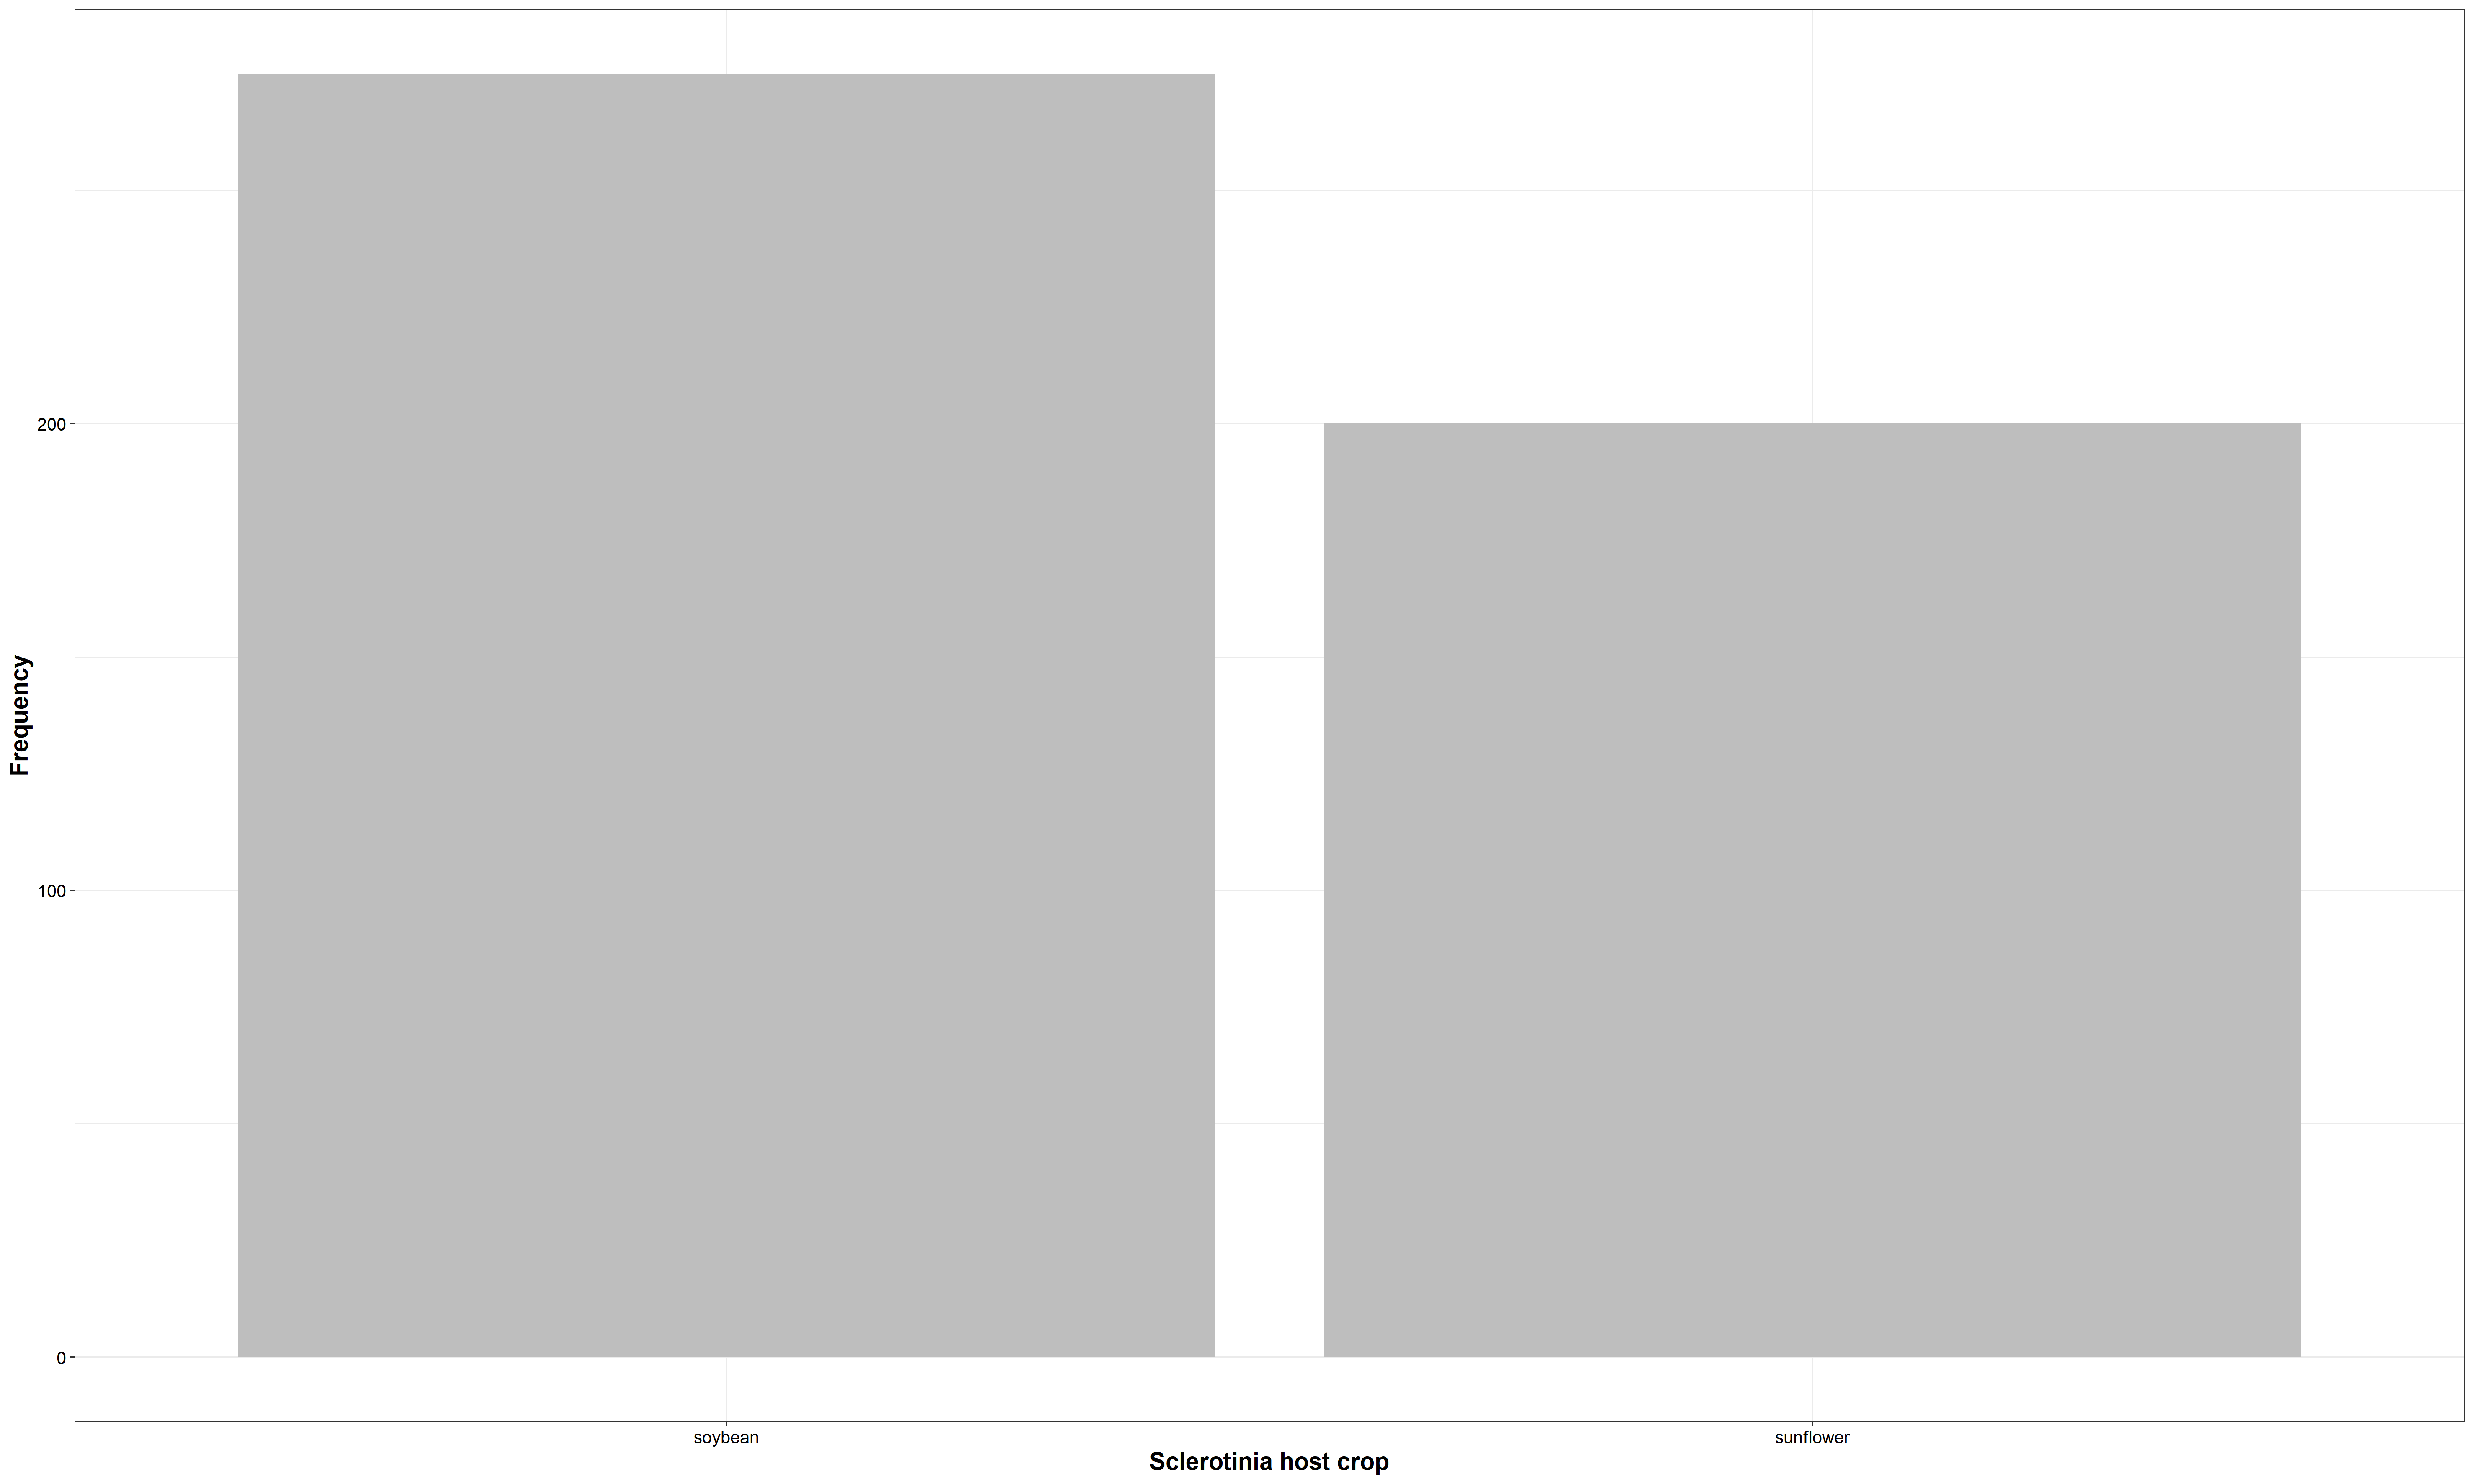 Frequency
200
100
0
soybean
sunflower
Sclerotinia host crop